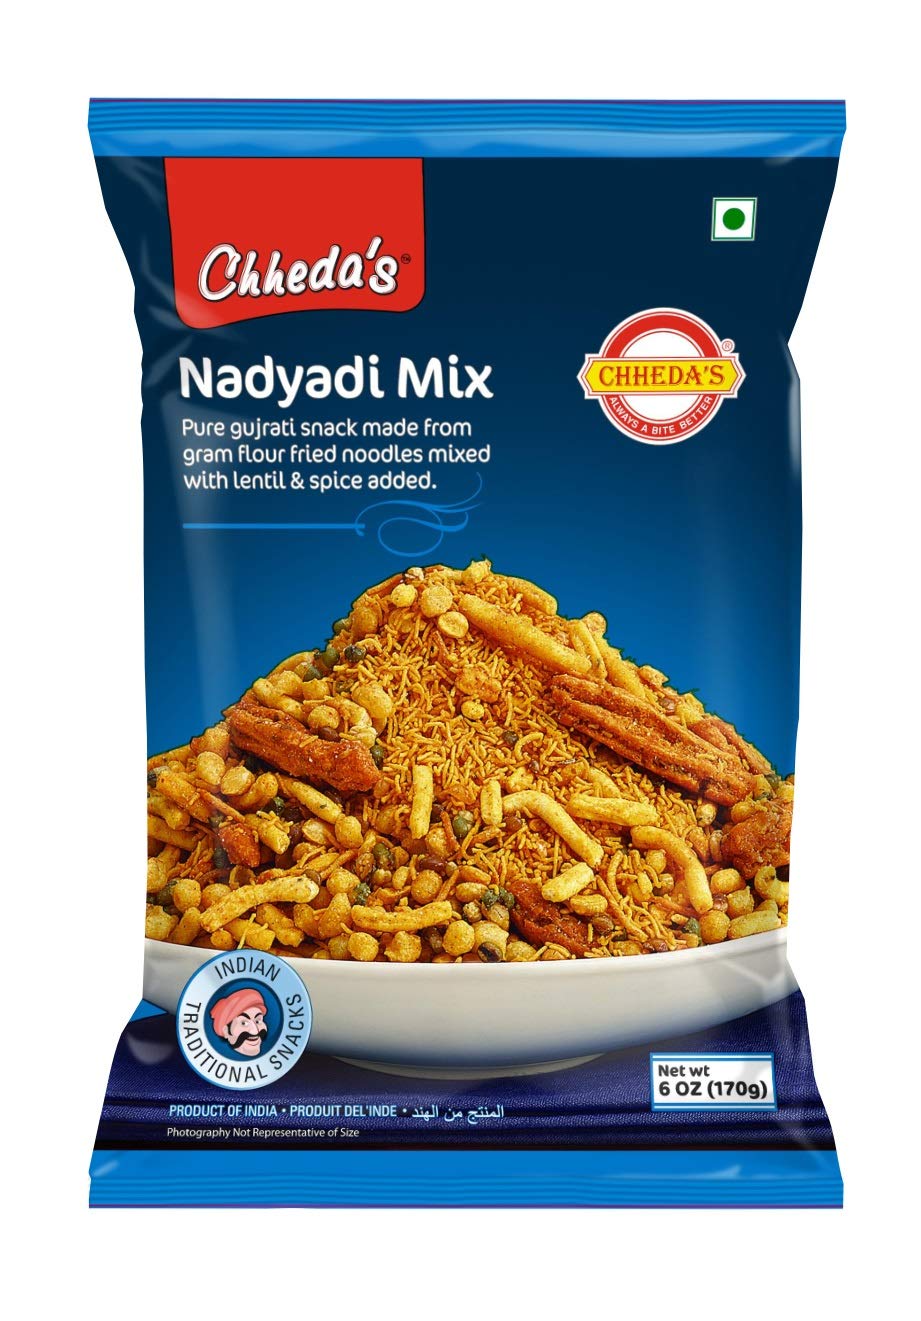 Chheda's™
Nadyadi Mix
Pure gujrati snack made from
gram flour fried noodles mixed
with lentil & spice added.
CHHEDA'S®
ALWAYS A BITE BETTER
INDIAN
TRADITIONAL SNACKS
Net wt
6 OZ (170g)
PRODUCT OF INDIA • PRODUIT DEL'INDE • المنتج من الهند
Photography Not Representative of Size